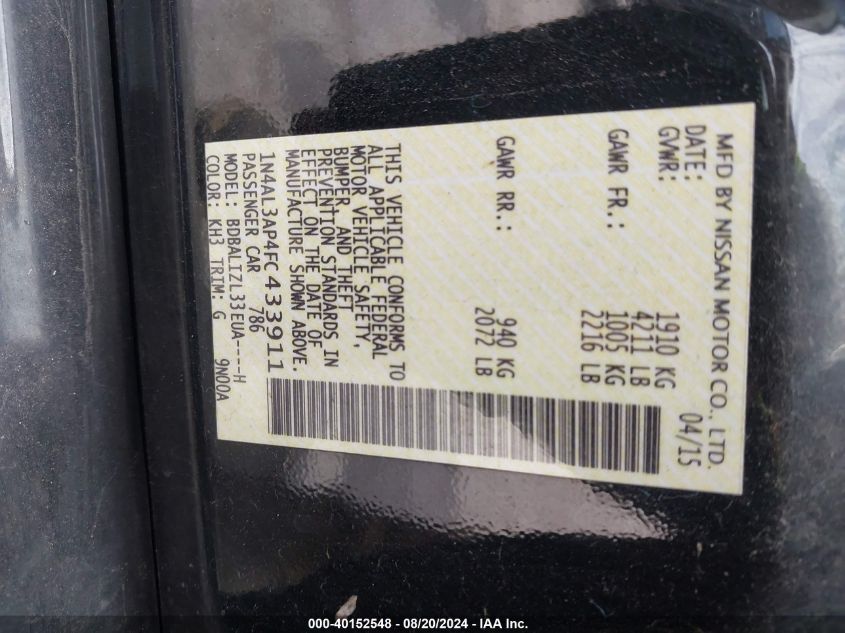 MFD BY NISSAN MOTOR CO., LTD.
DATE: 04/15
GVWR: 1910 KG
4211 LB
GAWR FR.: 1005 KG
2216 LB
GAWR RR.: 940 KG
2072 LB
THIS VEHICLE CONFORMS TO
ALL APPLICABLE FEDERAL
MOTOR VEHICLE SAFETY,
BUMPER, AND THEFT
PREVENTION STANDARDS IN
EFFECT ON THE DATE OF
MANUFACTURE SHOWN ABOVE.
1N4AL3AP4FC433911
PASSENGER CAR 786
MODEL: BDBALIZL33EUA----H
COLOR: KH3 TRIM: G 9N00A
000-40152548 - 08/20/2024 - IAA Inc.